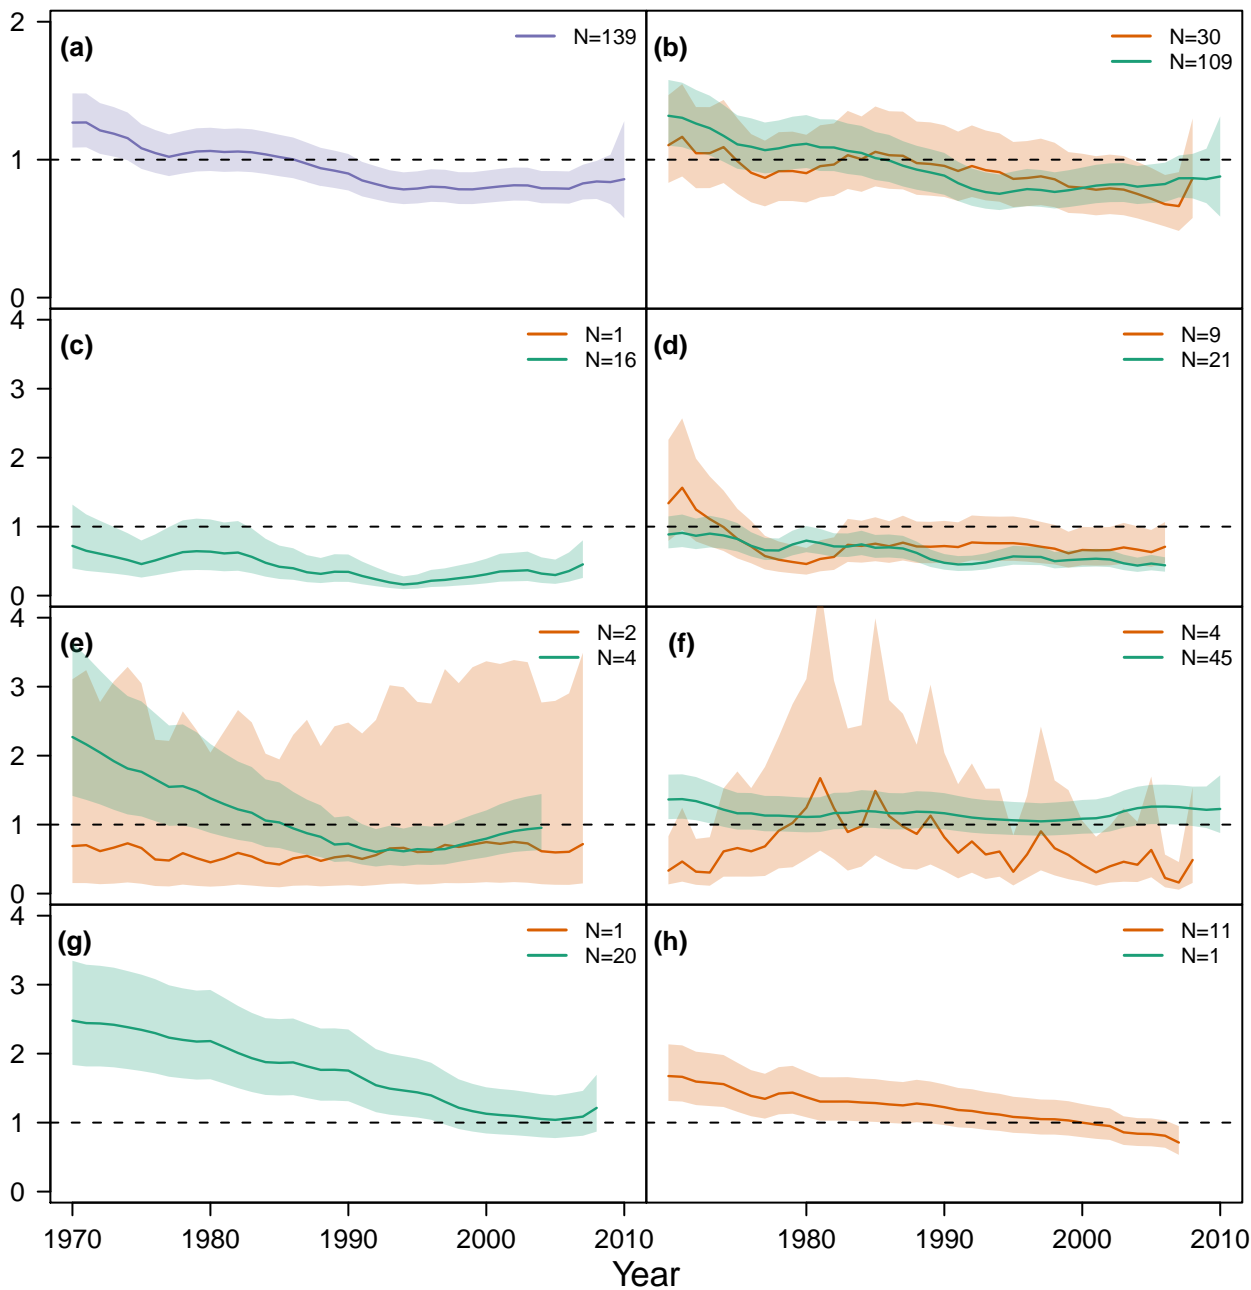 2
1
0
(a)
N=139
(b)
N=30
N=109
4
3
2
1
0
(c)
N=1
N=16
(d)
N=9
N=21
4
3
2
1
0
(e)
N=2
N=4
(f)
N=4
N=45
4
3
2
1
0
(g)
N=1
N=20
(h)
N=11
N=1
1970 1980 1990 2000 2010 1980 1990 2000 2010
Year